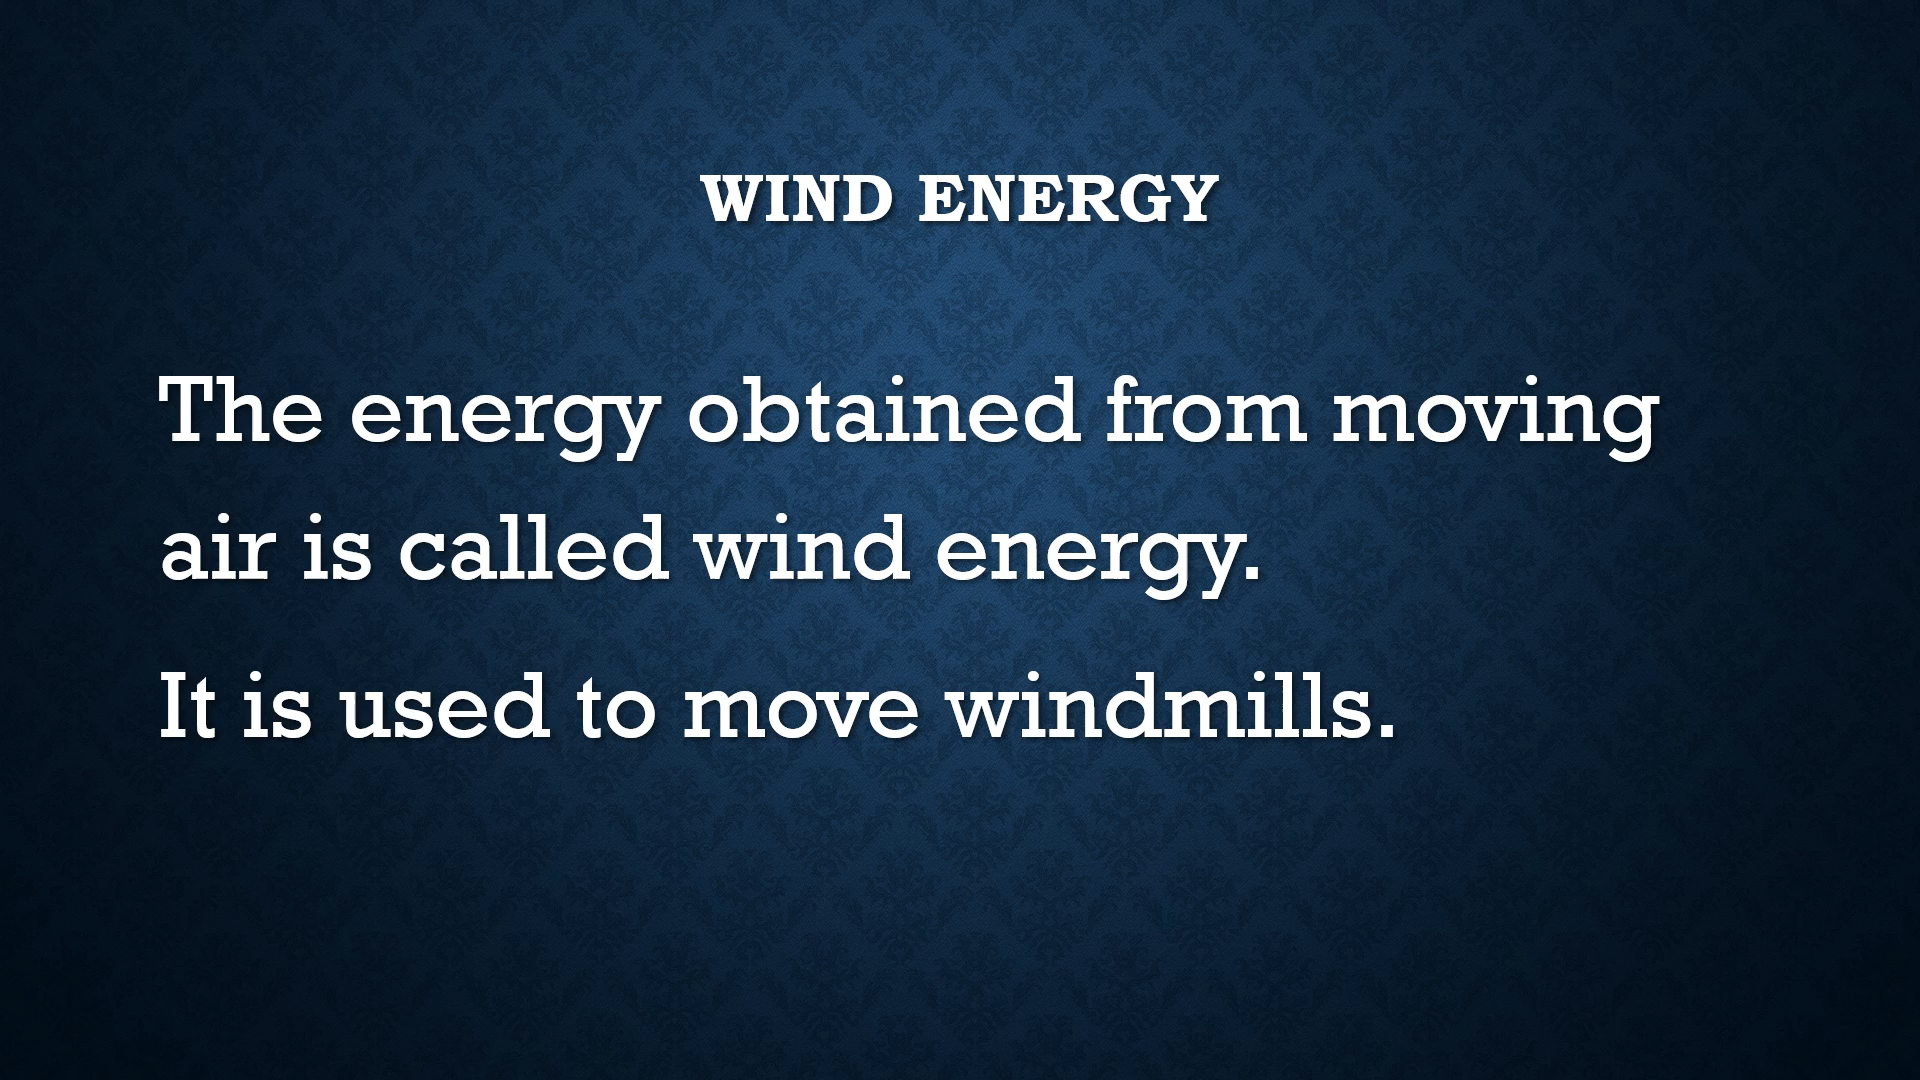 WIND ENERGY
The energy obtained from moving
air is called wind energy.
It is used to move windmills.